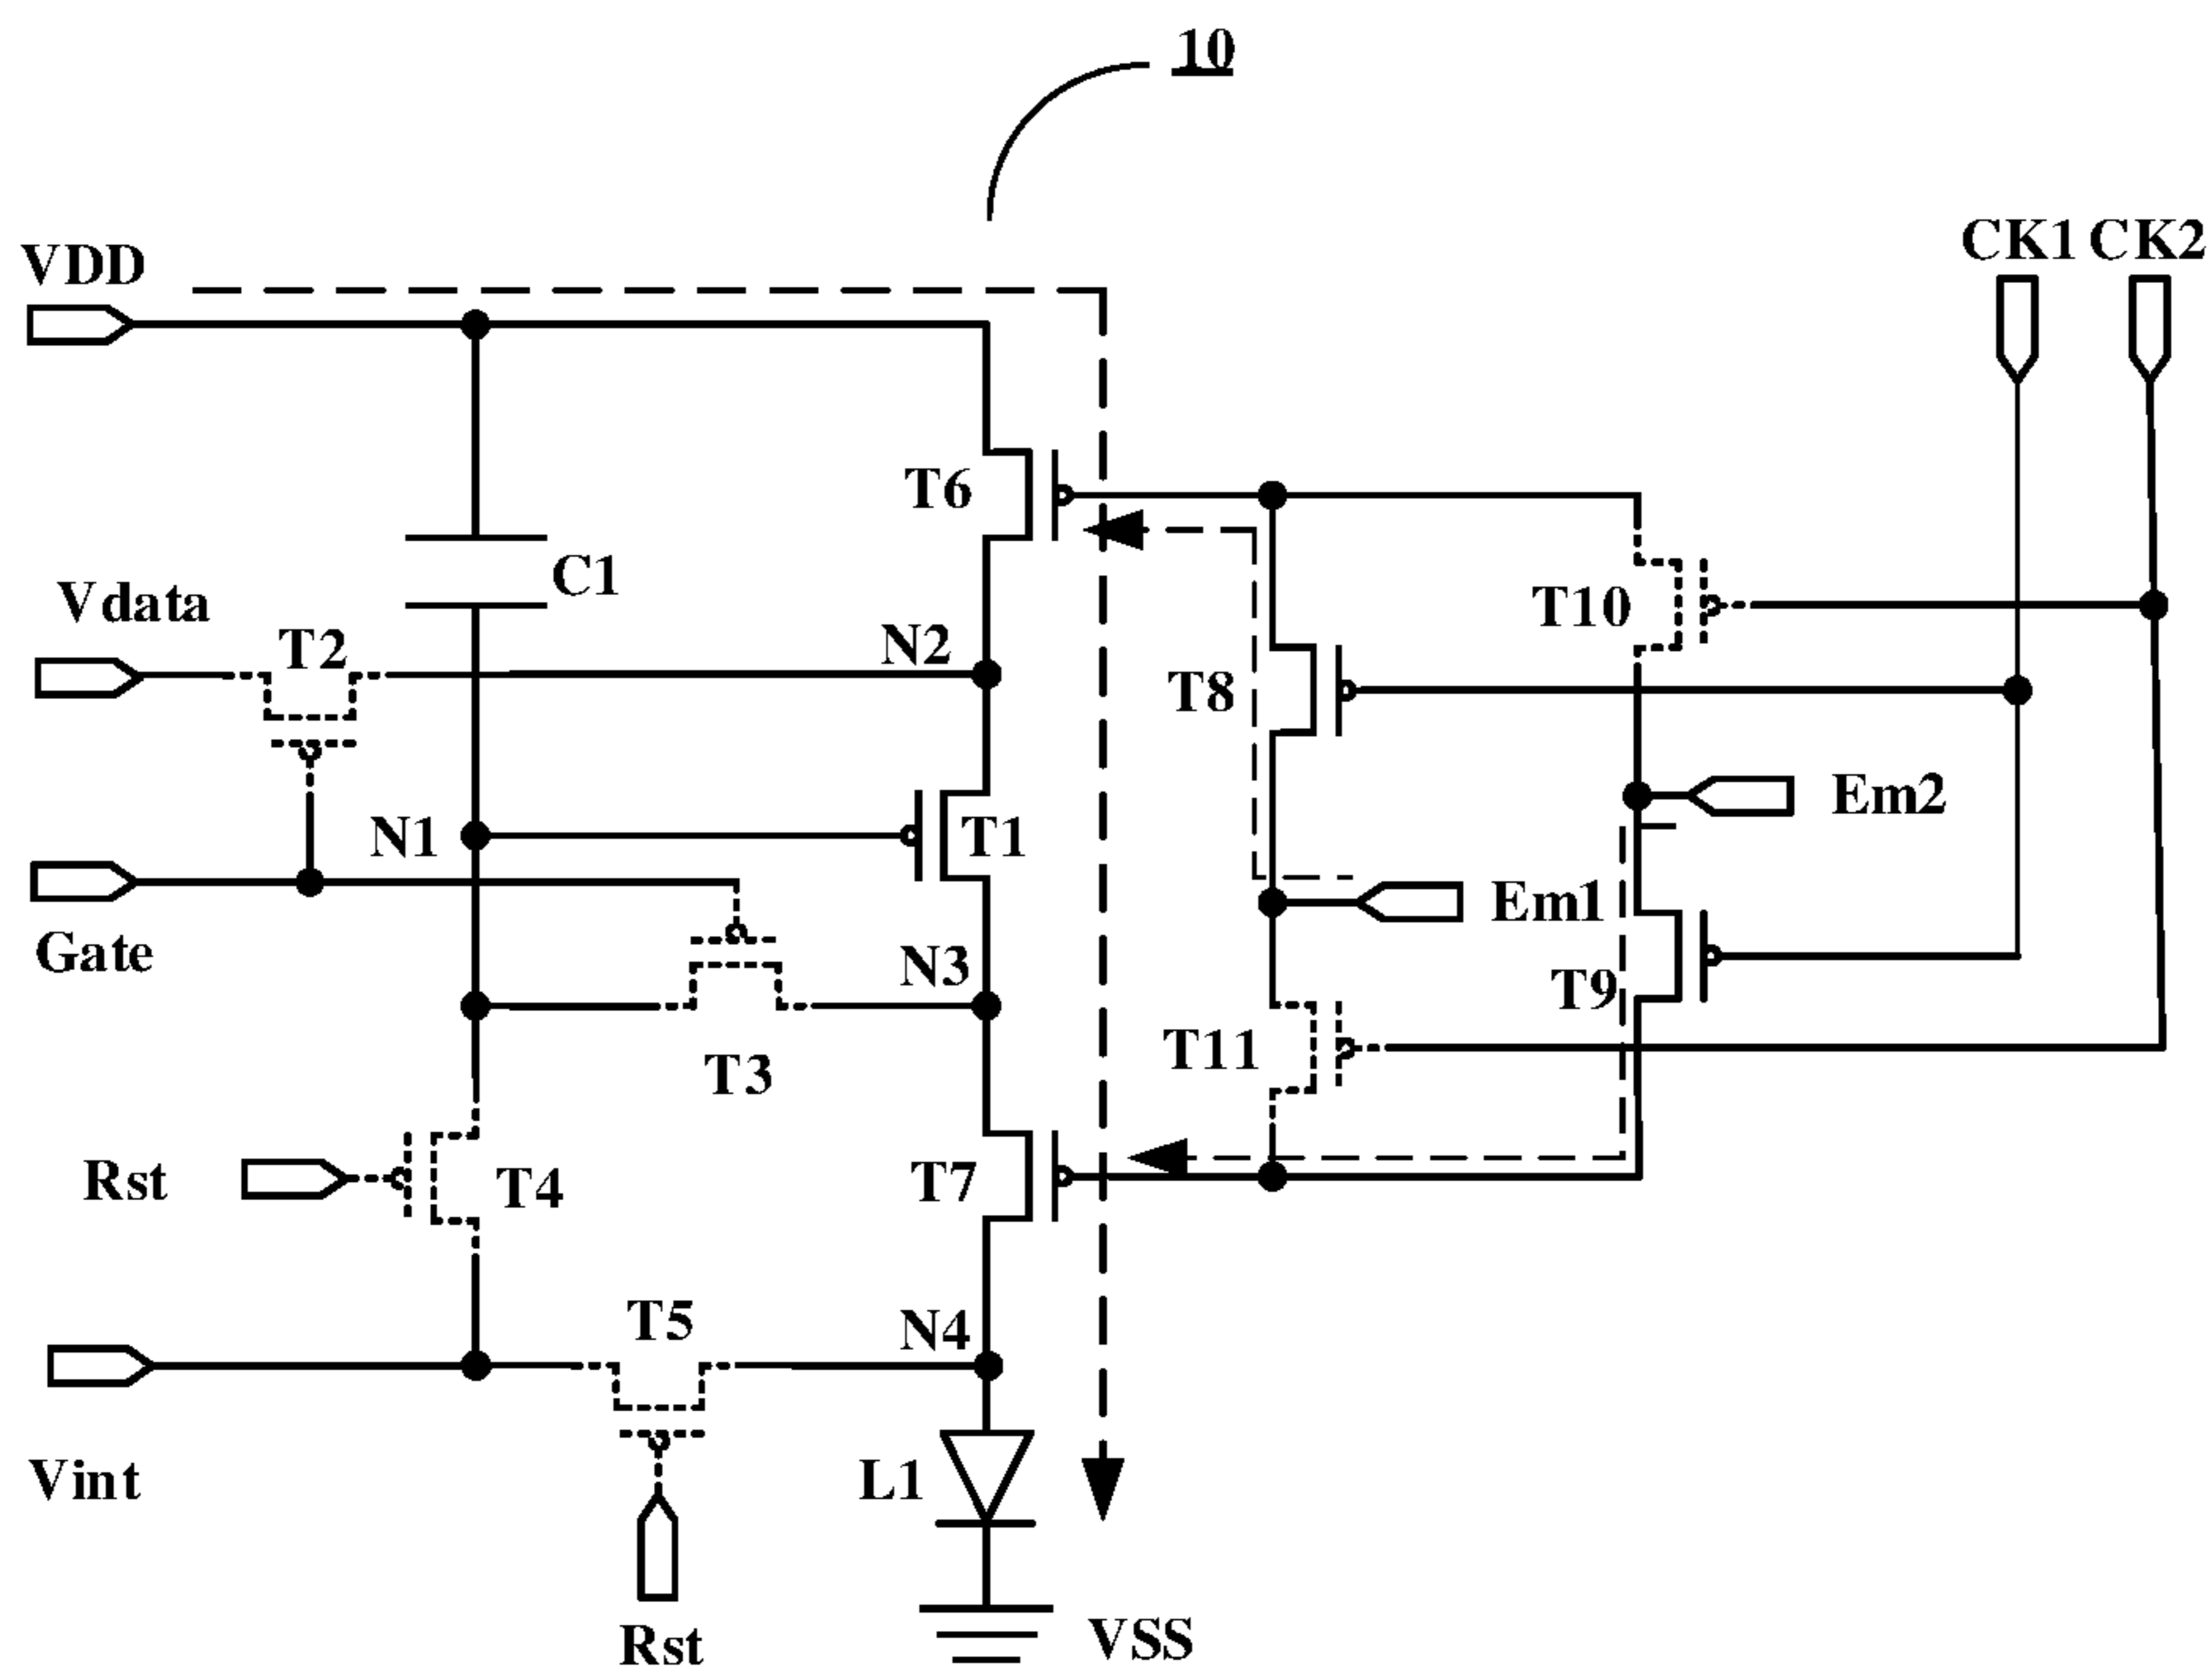 10
CK1 CK2
VDD
T6
C1
Vdata
T10
T2
N2
T8
Em2
N1
T1
Em1
Gate
N3
T9
T11
T3
Rst
T4
T7
T5
N4
Vint
L1
Rst
VSS